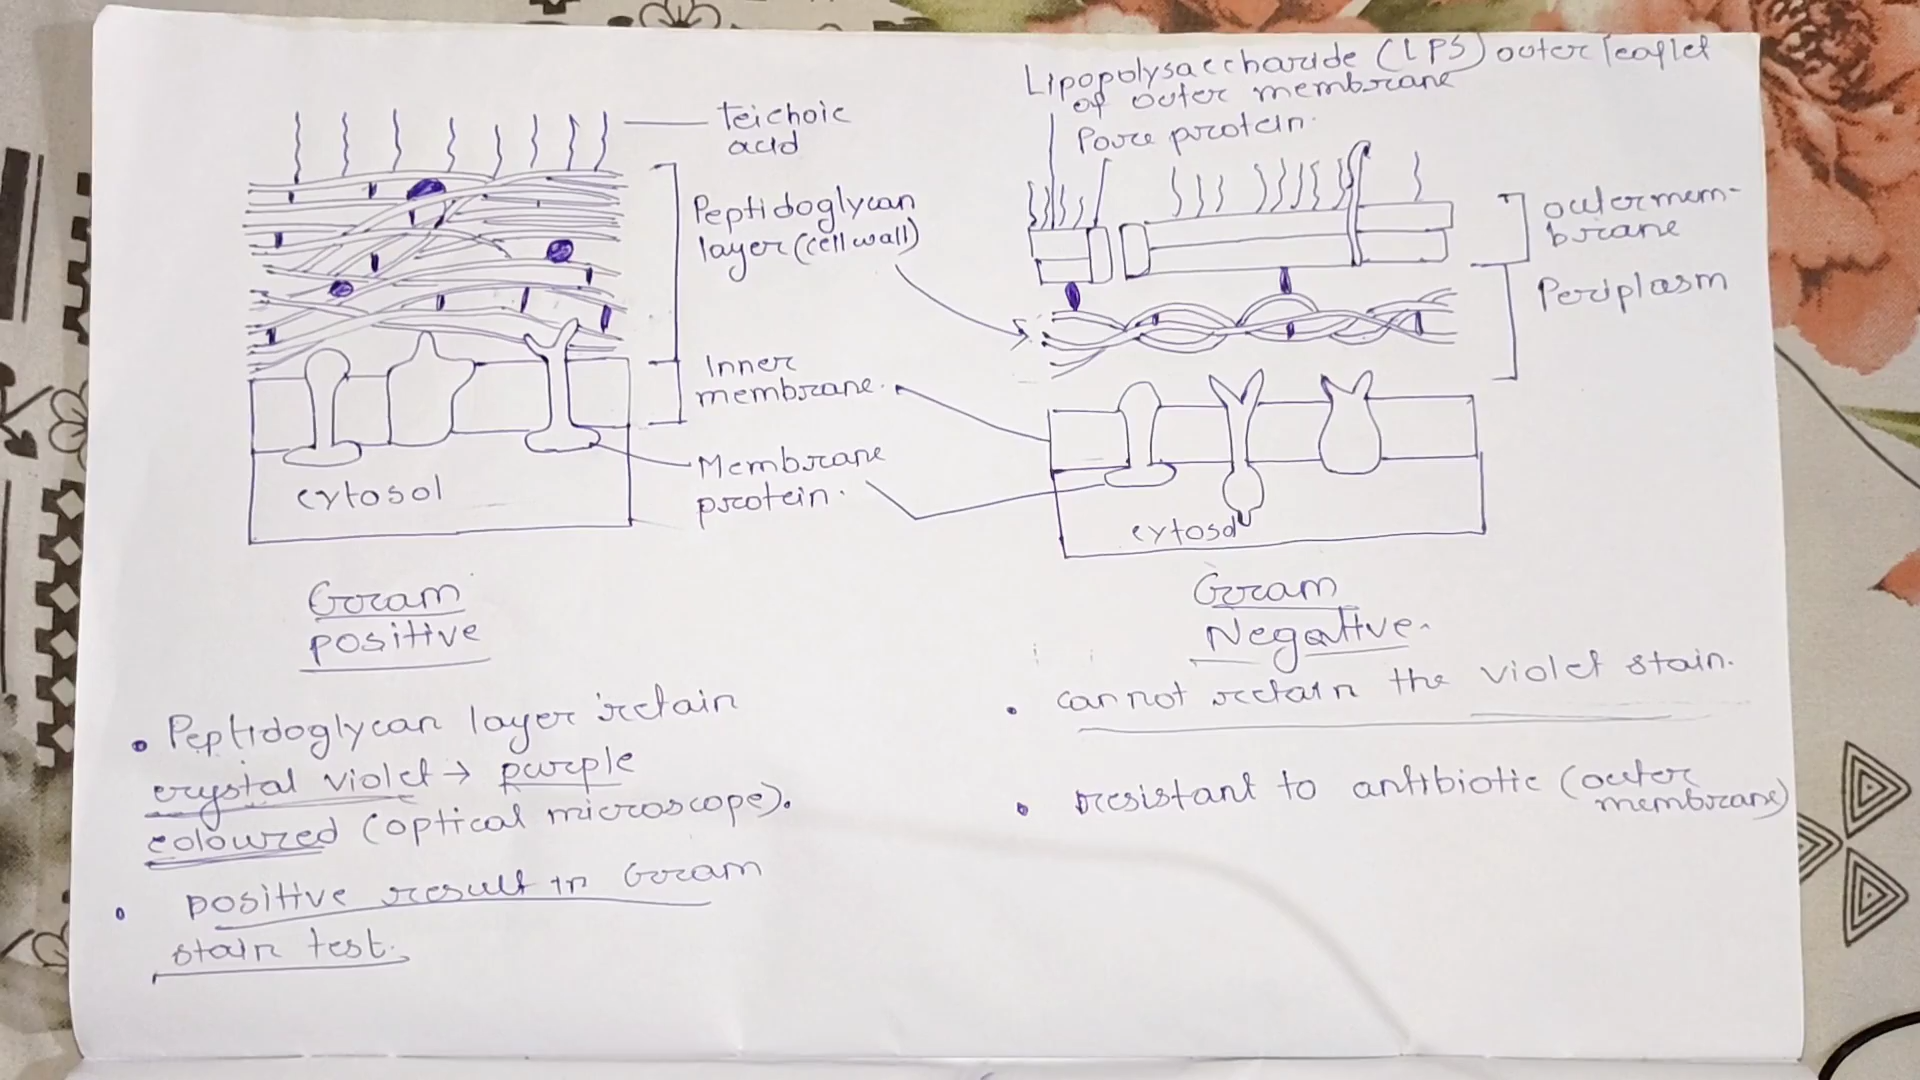 Lipopolysaccharide (LPS) outer leaflet
of outer membrane
Pore protein.
teichoic
acid
Peptidoglycan
layer (cell wall)
outer mem-
brane
Periplasm
Inner
membrane.
Membrane
protein.
cytosol
cytosol
Gram
positive
Gram
Negative.
• Peptidoglycan layer retain
crystal violet → purple
coloured (optical microscope).
• positive result in Gram
stain test.
• cannot retain the violet stain.
• resistant to antibiotic (outer
membrane)